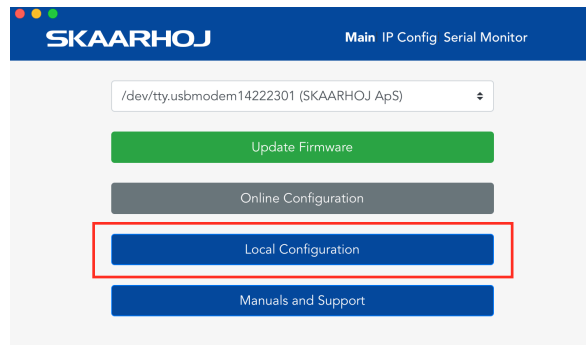 SKAARHOJ
Main IP Config Serial Monitor
/dev/tty.usbmodem14222301 (SKAARHOJ ApS)
Update Firmware
Online Configuration
Local Configuration
Manuals and Support